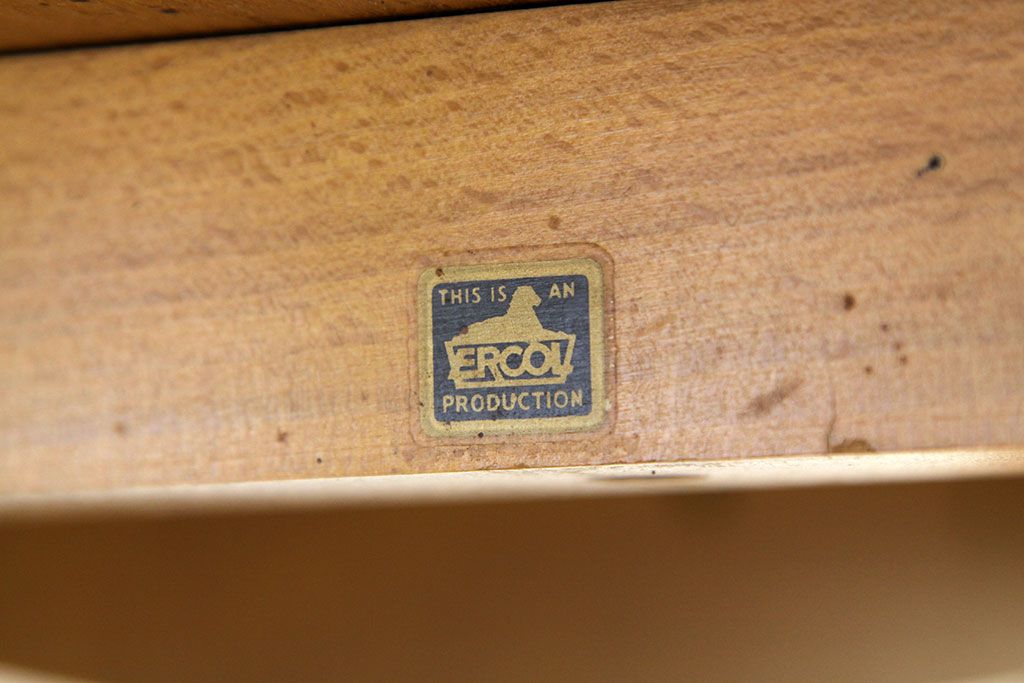 THIS IS AN
ERCOL
PRODUCTION